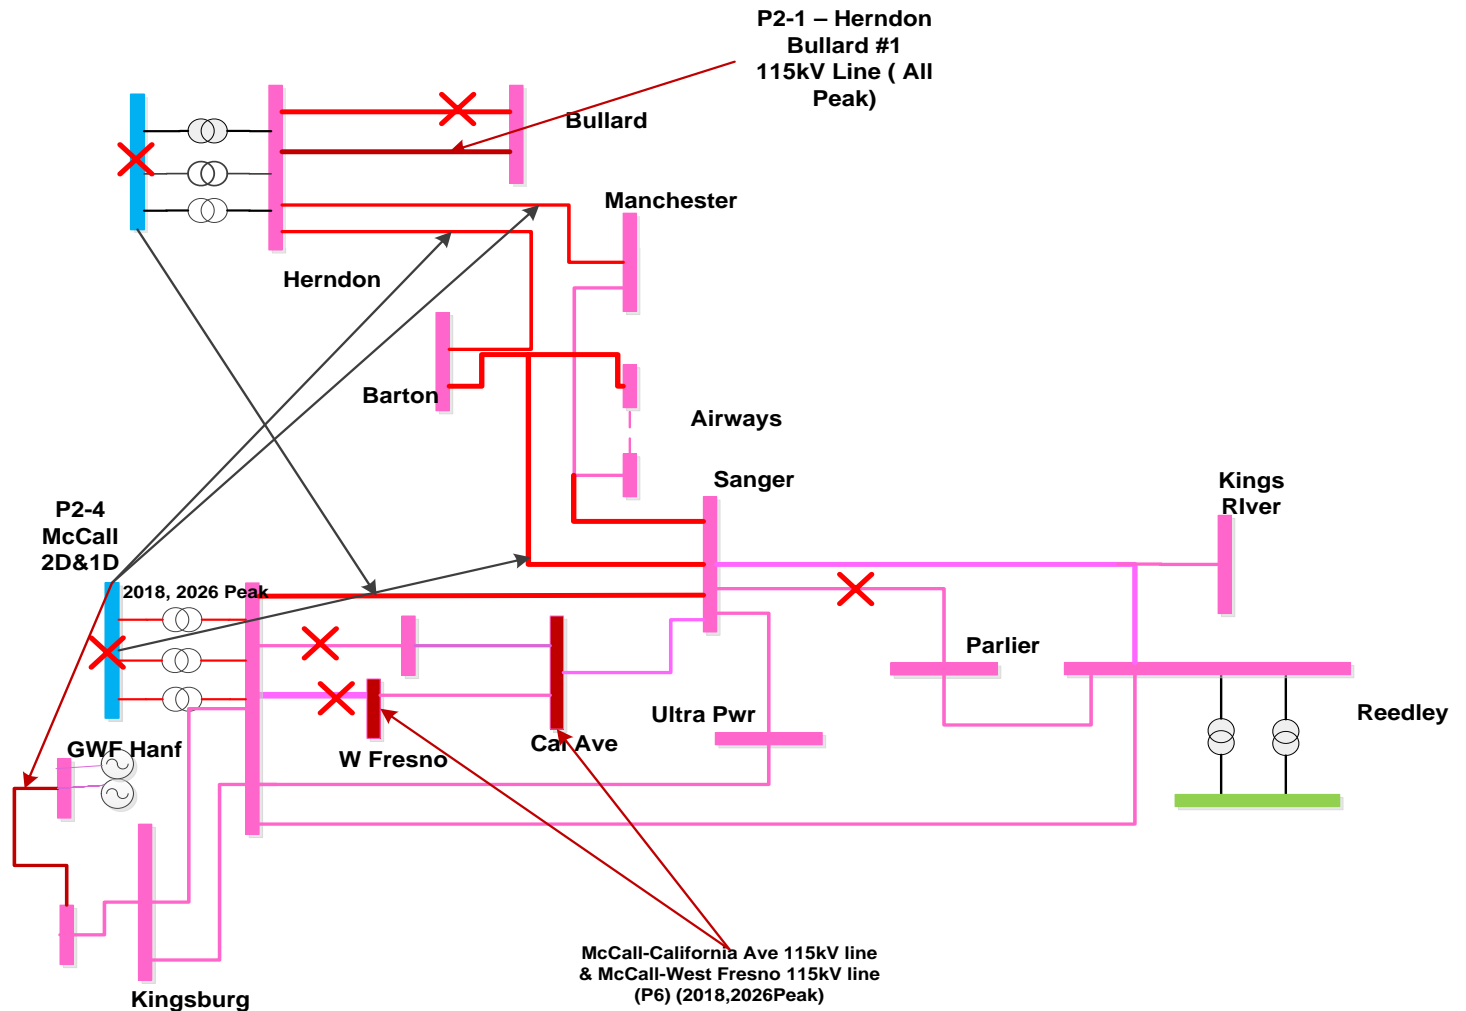 P2-1 – Herndon
Bullard #1
115kV Line ( All
Peak)
Bullard
Manchester
Herndon
Barton
Airways
Sanger
Kings
RIver
P2-4
McCall
2D&1D
2018, 2026 Peak
Parlier
Reedley
Ultra Pwr
Cal Ave
W Fresno
GWF Hanf
McCall-California Ave 115kV line
& McCall-West Fresno 115kV line
(P6) (2018,2026Peak)
Kingsburg